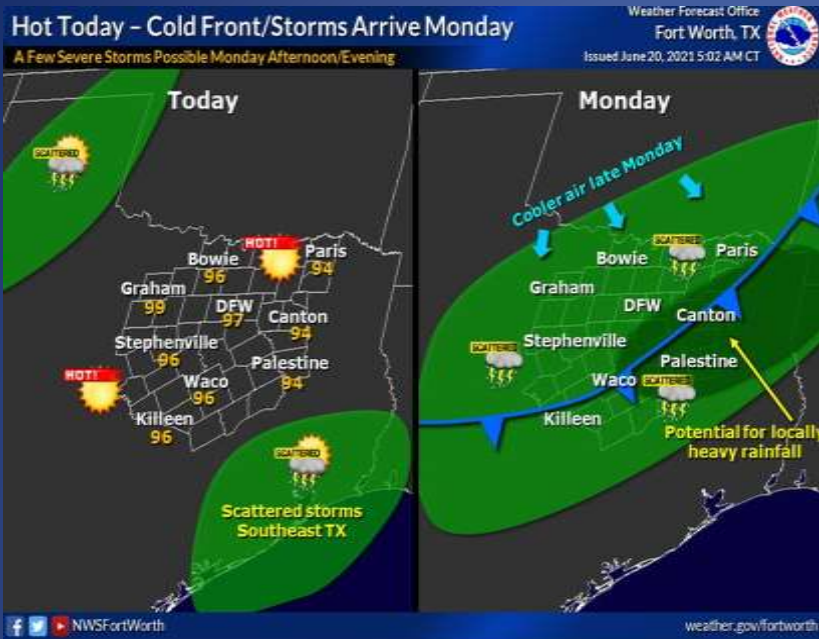 Hot Today – Cold Front/Storms Arrive Monday
A Few Severe Storms Possible Monday Afternoon/Evening
Weather Forecast Office
Fort Worth, TX
Issued June 20, 2021 5:02 AM CT
Today
SCATTERED
HOT!
Bowie
96
Paris
94
Graham
99
DFW
97
Canton
94
Stephenville
96
Palestine
94
HOT!
Waco
96
Killeen
96
SCATTERED
Scattered storms
Southeast TX
Monday
Cooler air late Monday
SCATTERED
Bowie
Paris
Graham
DFW
Canton
SCATTERED
Stephenville
Palestine
Waco
SCATTERED
Killeen
Potential for locally
heavy rainfall
NWSFortWorth
weather.gov/fortworth